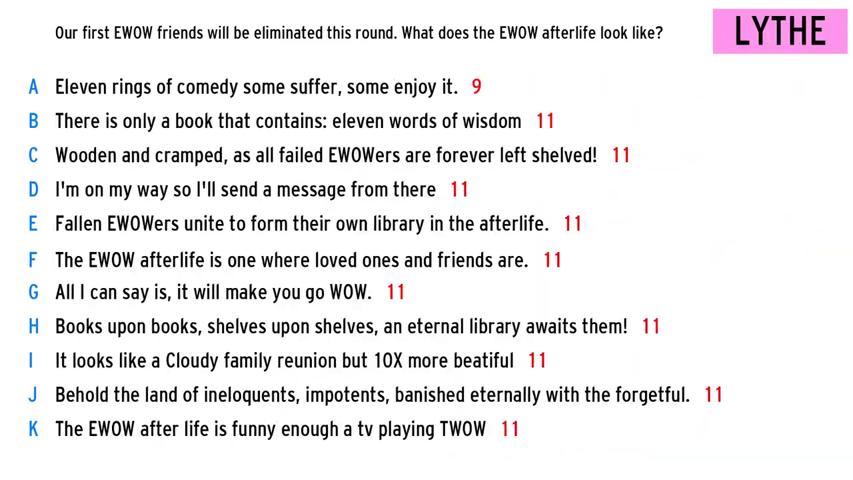 Our first EWOW friends will be eliminated this round. What does the EWOW afterlife look like?
LYTHE
A Eleven rings of comedy some suffer, some enjoy it. 9
B There is only a book that contains: eleven words of wisdom 11
C Wooden and cramped, as all failed EWOWers are forever left shelved! 11
D I'm on my way so I'll send a message from there 11
E Fallen EWOWers unite to form their own library in the afterlife. 11
F The EWOW afterlife is one where loved ones and friends are. 11
G All I can say is, it will make you go WOW. 11
H Books upon books, shelves upon shelves, an eternal library awaits them! 11
I It looks like a Cloudy family reunion but 10X more beatiful 11
J Behold the land of ineloquents, impotents, banished eternally with the forgetful. 11
K The EWOW after life is funny enough a tv playing TWOW 11